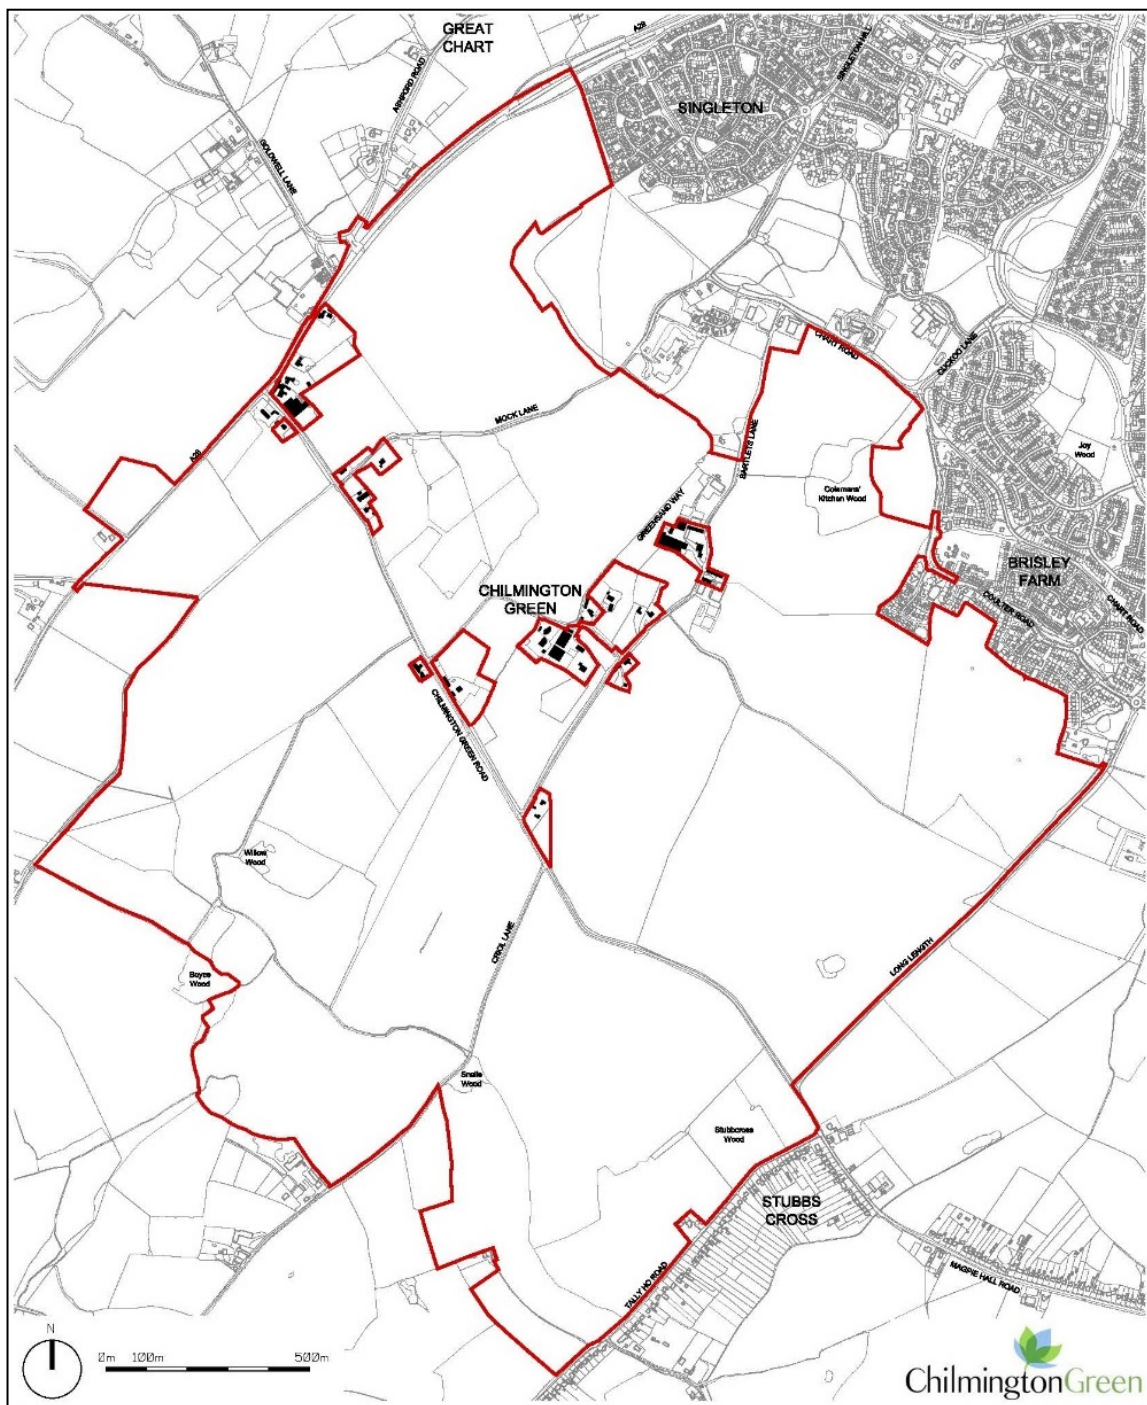 GREAT
CHART
A28
ASHFORD ROAD
SINGLETON HILL
SINGLETON
GOLDWELL LANE
CHART ROAD
CUCKOO LANE
MOCK LANE
BARTLETS LANE
A28
Joy
Wood
Colemans'
Kitchen Wood
GREENSAND WAY
BRISLEY
FARM
CHILMINGTON
GREEN
COULTER ROAD
CHART ROAD
CHILMINGTON GREEN ROAD
Willow
Wood
CRIOL LANE
LONG LENGTH
Boyce
Wood
Snaile
Wood
Stubbcross
Wood
STUBBS
CROSS
TALLY HO ROAD
MAGPIE HALL ROAD
N
0m 100m 500m
ChilmingtonGreen